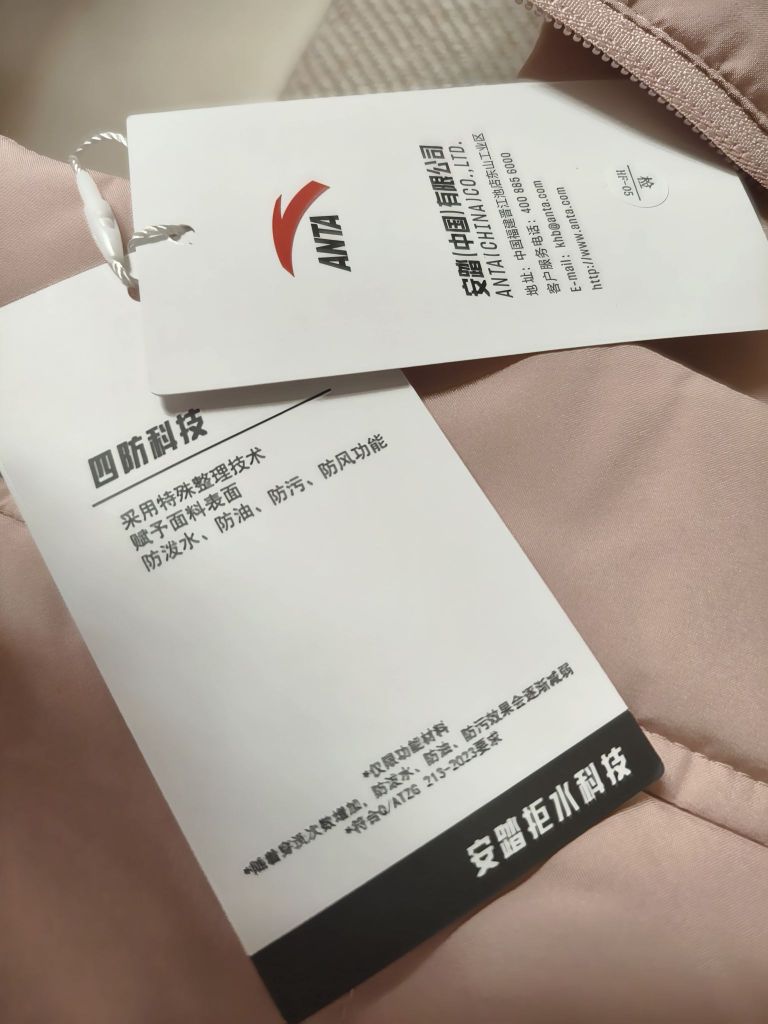 ANTA
安踏(中国)有限公司
ANTA(CHINA)CO.,LTD.
地址：中国福建晋江池店东山工业区
客户服务电话：400 885 6000
E-mail: khb@anta.com
http://www.anta.com
检
HF-05
四防科技
采用特殊整理技术
赋予面料表面
防泼水、防油、防污、防风功能
*仅限功能材料
*随着穿洗次数增多，防泼水、防油、防污效果会逐渐减弱
*符合Q/ATZG 213-2023要求
安踏拒水科技